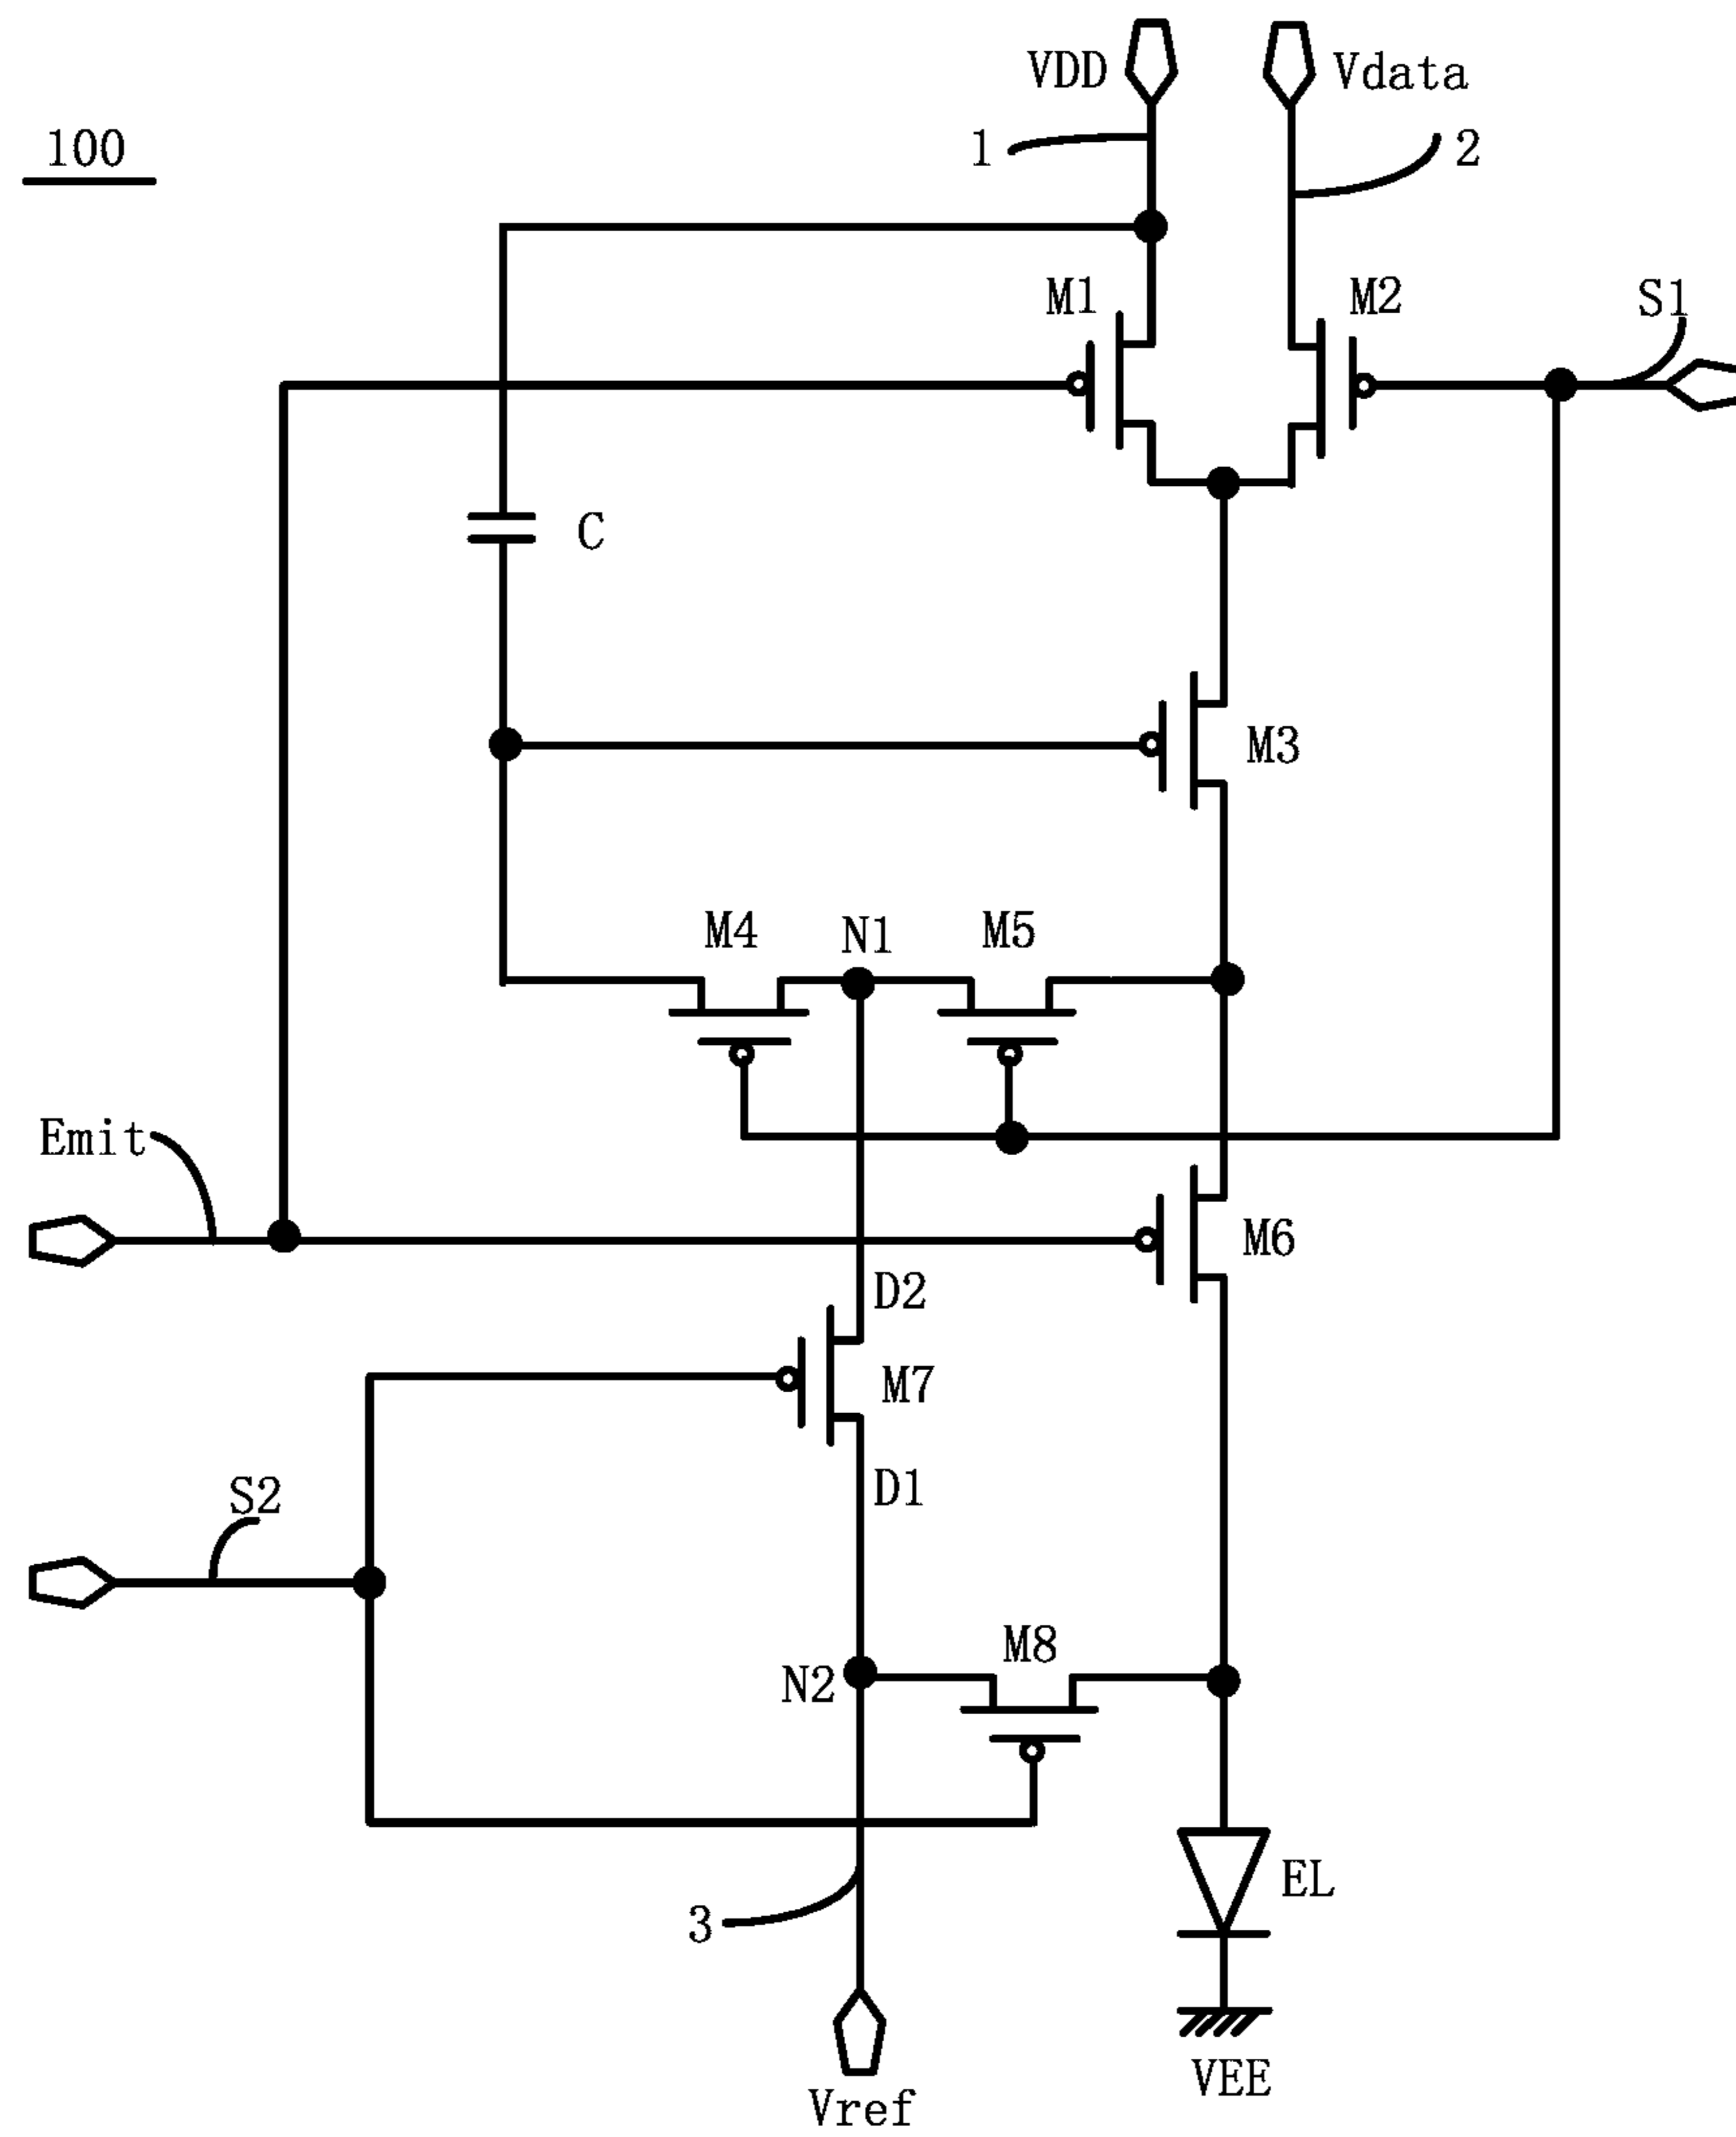 VDD
Vdata
100
1
2
M1
M2
S1
C
M3
M4
N1
M5
Emit
M6
D2
M7
D1
S2
M8
N2
EL
3
VEE
Vref